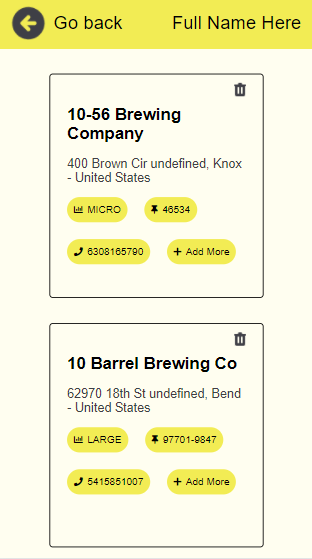 Go back Full Name Here
10-56 Brewing
Company
400 Brown Cir undefined, Knox
- United States
MICRO 46534
6308165790 + Add More
10 Barrel Brewing Co
62970 18th St undefined, Bend
- United States
LARGE 97701-9847
5415851007 + Add More